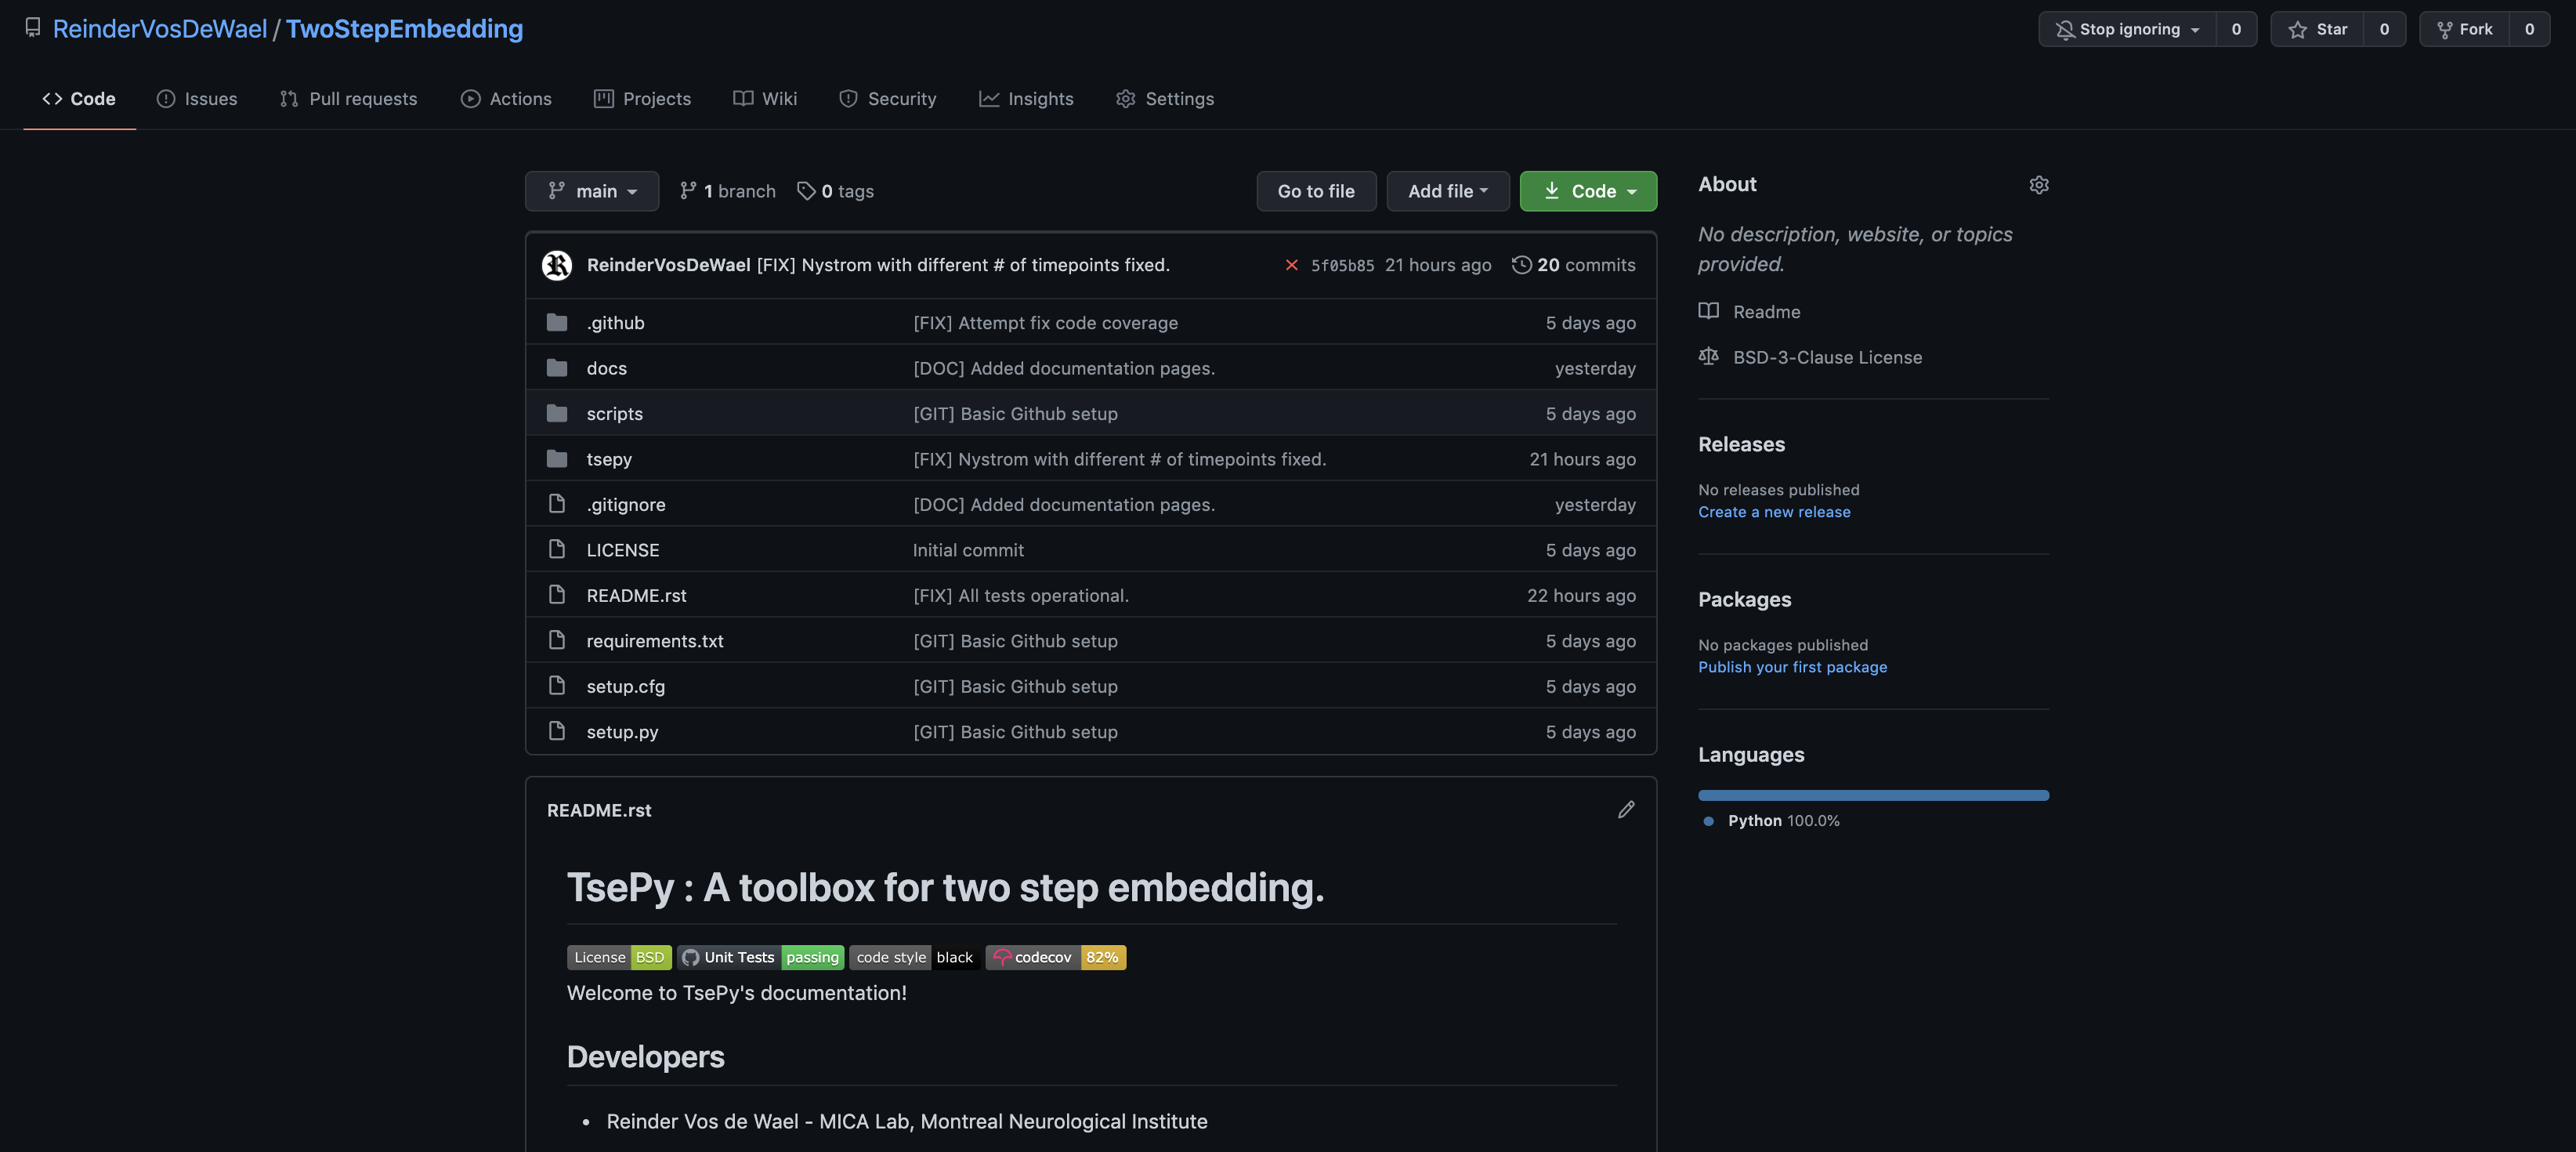 ReinderVosDeWael / TwoStepEmbedding
Stop ignoring 0 Star 0 Fork 0
Code Issues Pull requests Actions Projects Wiki Security Insights Settings
main 1 branch 0 tags Go to file Add file Code
ReinderVosDeWael [FIX] Nystrom with different # of timepoints fixed. 5f05b85 21 hours ago 20 commits
.github [FIX] Attempt fix code coverage 5 days ago
docs [DOC] Added documentation pages. yesterday
scripts [GIT] Basic Github setup 5 days ago
tsepy [FIX] Nystrom with different # of timepoints fixed. 21 hours ago
.gitignore [DOC] Added documentation pages. yesterday
LICENSE Initial commit 5 days ago
README.rst [FIX] All tests operational. 22 hours ago
requirements.txt [GIT] Basic Github setup 5 days ago
setup.cfg [GIT] Basic Github setup 5 days ago
setup.py [GIT] Basic Github setup 5 days ago
README.rst
TsePy : A toolbox for two step embedding.
License BSD Unit Tests passing code style black codecov 82%
Welcome to TsePy's documentation!
Developers
• Reinder Vos de Wael - MICA Lab, Montreal Neurological Institute
About
No description, website, or topics
provided.
Readme
BSD-3-Clause License
Releases
No releases published
Create a new release
Packages
No packages published
Publish your first package
Languages
Python 100.0%